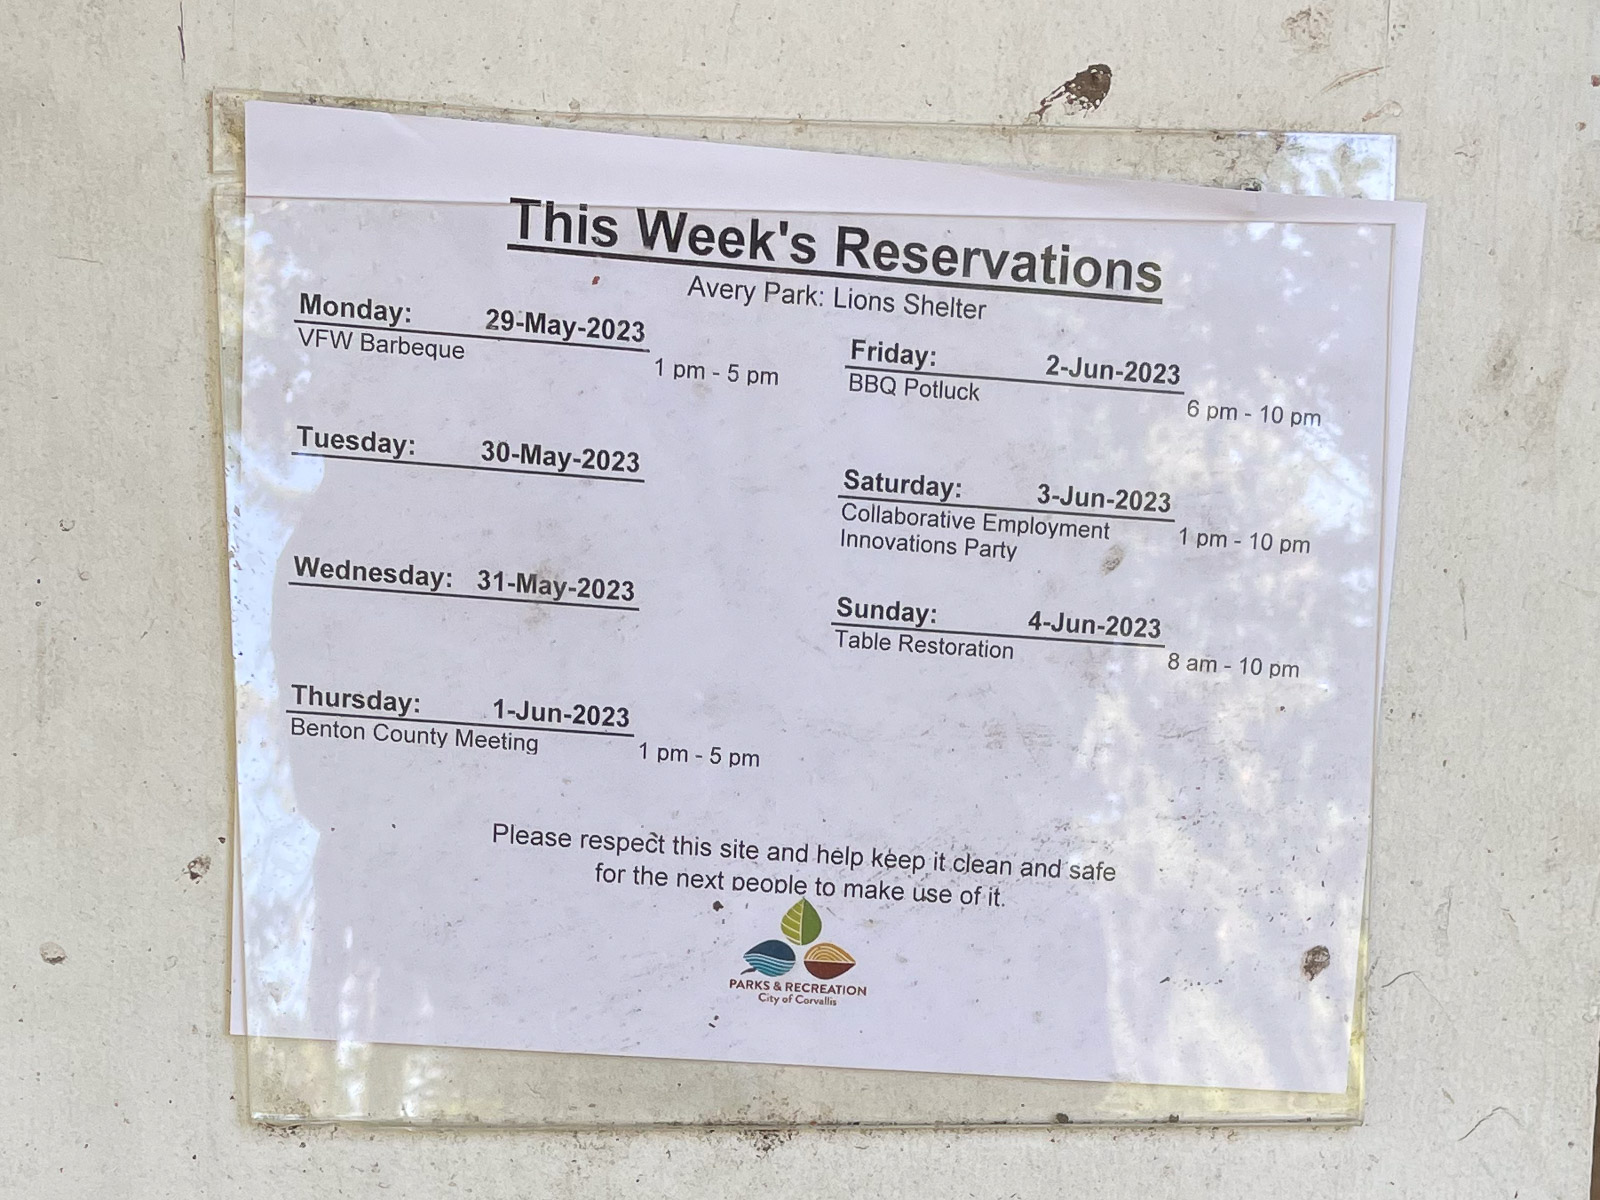 This Week's Reservations
Avery Park: Lions Shelter
Monday: 29-May-2023
VFW Barbeque
1 pm - 5 pm
Tuesday: 30-May-2023
Wednesday: 31-May-2023
Thursday: 1-Jun-2023
Benton County Meeting
1 pm - 5 pm
Friday: 2-Jun-2023
BBQ Potluck
6 pm - 10 pm
Saturday: 3-Jun-2023
Collaborative Employment
Innovations Party
1 pm - 10 pm
Sunday: 4-Jun-2023
Table Restoration
8 am - 10 pm
Please respect this site and help keep it clean and safe
for the next people to make use of it.
PARKS & RECREATION
City of Corvallis